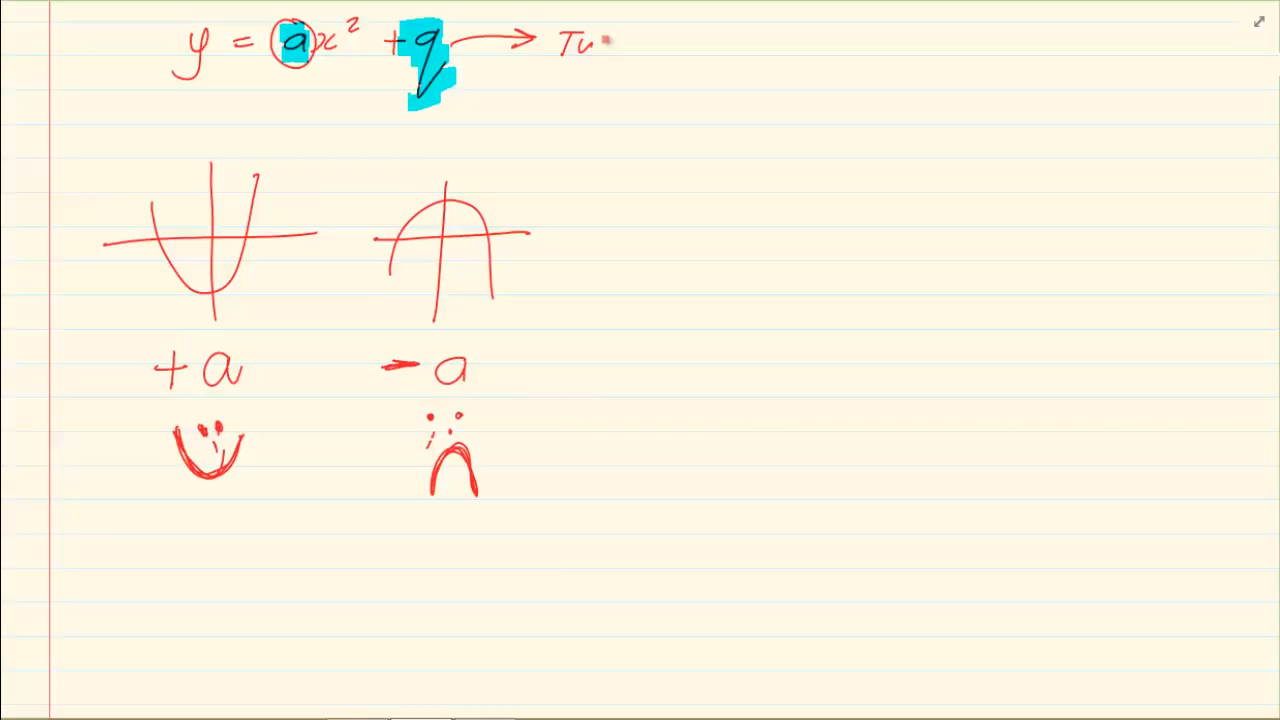 y = ax² + q → Tu
+ a - a